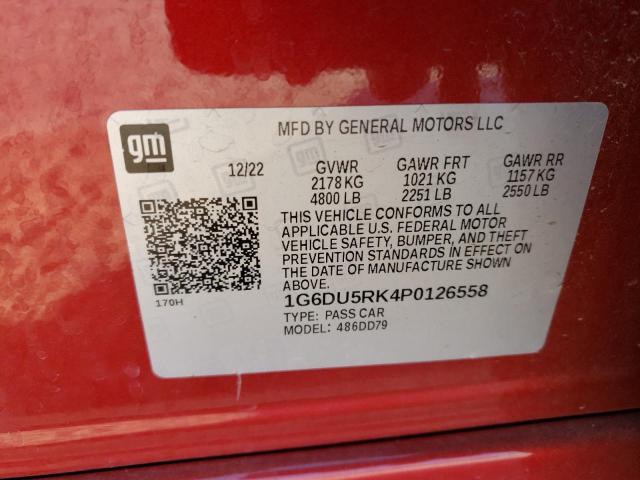 gm
MFD BY GENERAL MOTORS LLC
12/22 GVWR GAWR FRT GAWR RR
2178 KG 1021 KG 1157 KG
4800 LB 2251 LB 2550 LB
THIS VEHICLE CONFORMS TO ALL
APPLICABLE U.S. FEDERAL MOTOR
VEHICLE SAFETY, BUMPER, AND THEFT
PREVENTION STANDARDS IN EFFECT ON
THE DATE OF MANUFACTURE SHOWN
ABOVE.
170H 1G6DU5RK4P0126558
TYPE: PASS CAR
MODEL: 486DD79